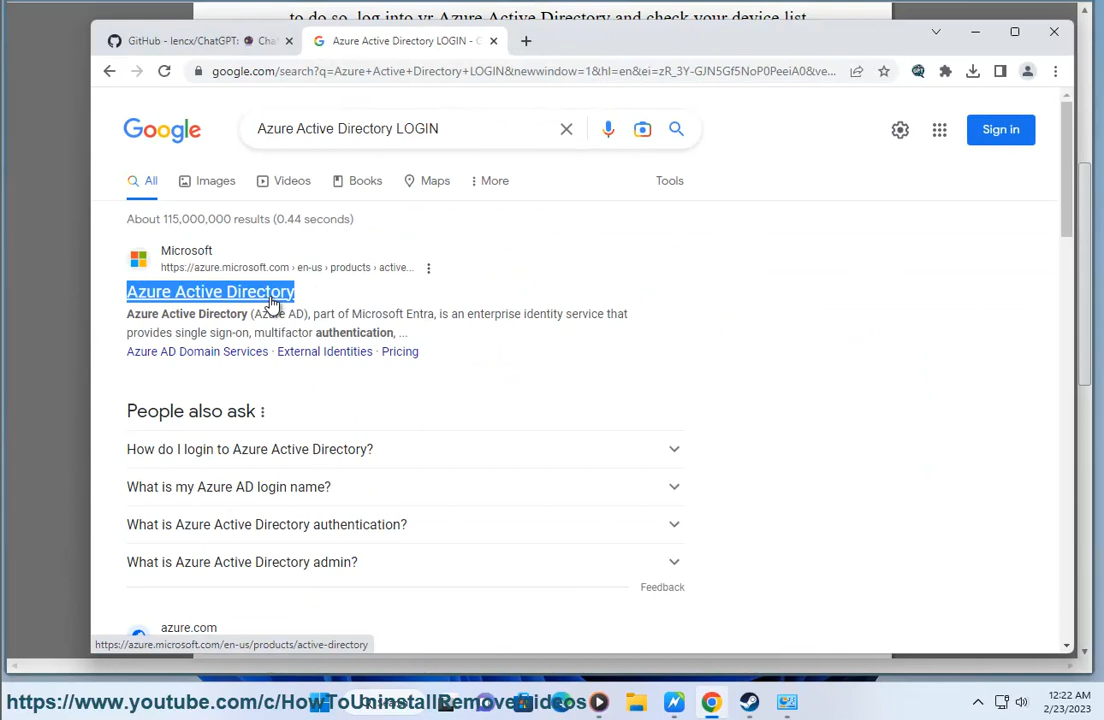 to do so, log into yr Azure Active Directory and check your device list
GitHub - lencx/ChatGPT: Cha
Azure Active Directory LOGIN - G
google.com/search?q=Azure+Active+Directory+LOGIN&newwindow=1&hl=en&ei=zR_3Y-GJN5Gf5NoP0PeeiA0&ve...
Google
Azure Active Directory LOGIN
Sign in
All
Images
Videos
Books
Maps
More
Tools
About 115,000,000 results (0.44 seconds)
Microsoft
https://azure.microsoft.com › en-us › products › active...
Azure Active Directory
Azure Active Directory (Azure AD), part of Microsoft Entra, is an enterprise identity service that
provides single sign-on, multifactor authentication, ...
Azure AD Domain Services · External Identities · Pricing
People also ask
How do I login to Azure Active Directory?
What is my Azure AD login name?
What is Azure Active Directory authentication?
What is Azure Active Directory admin?
Feedback
azure.com
https://azure.microsoft.com/en-us/products/active-directory
https://www.youtube.com/c/HowToUninstallRemovevideos
12:22 AM
2/23/2023